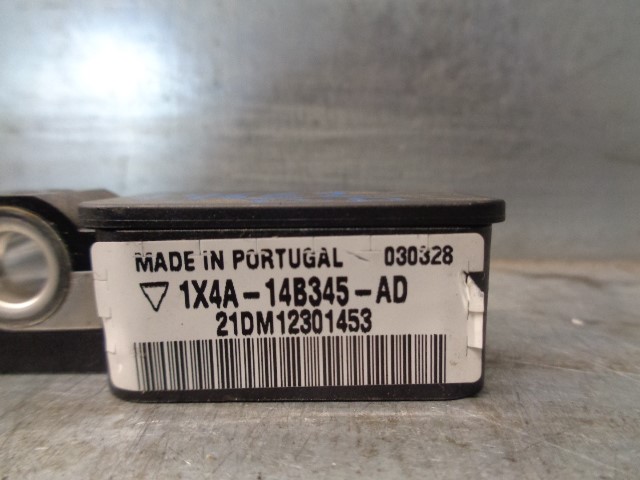 MADE IN PORTUGAL 030328
1X4A-14B345-AD
21DM12301453